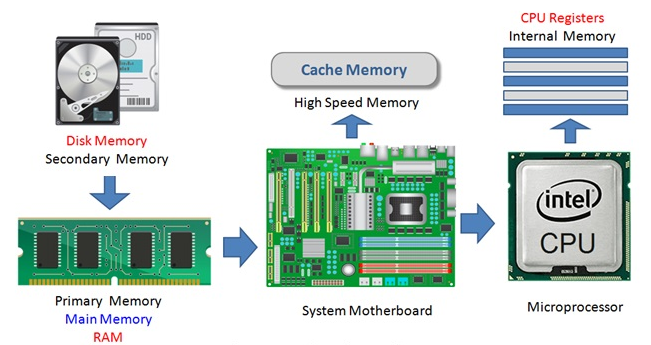 HDD
Disk Memory
Secondary Memory
Primary Memory
Main Memory
RAM
Cache Memory
High Speed Memory
System Motherboard
CPU Registers
Internal Memory
intel
CPU
Microprocessor